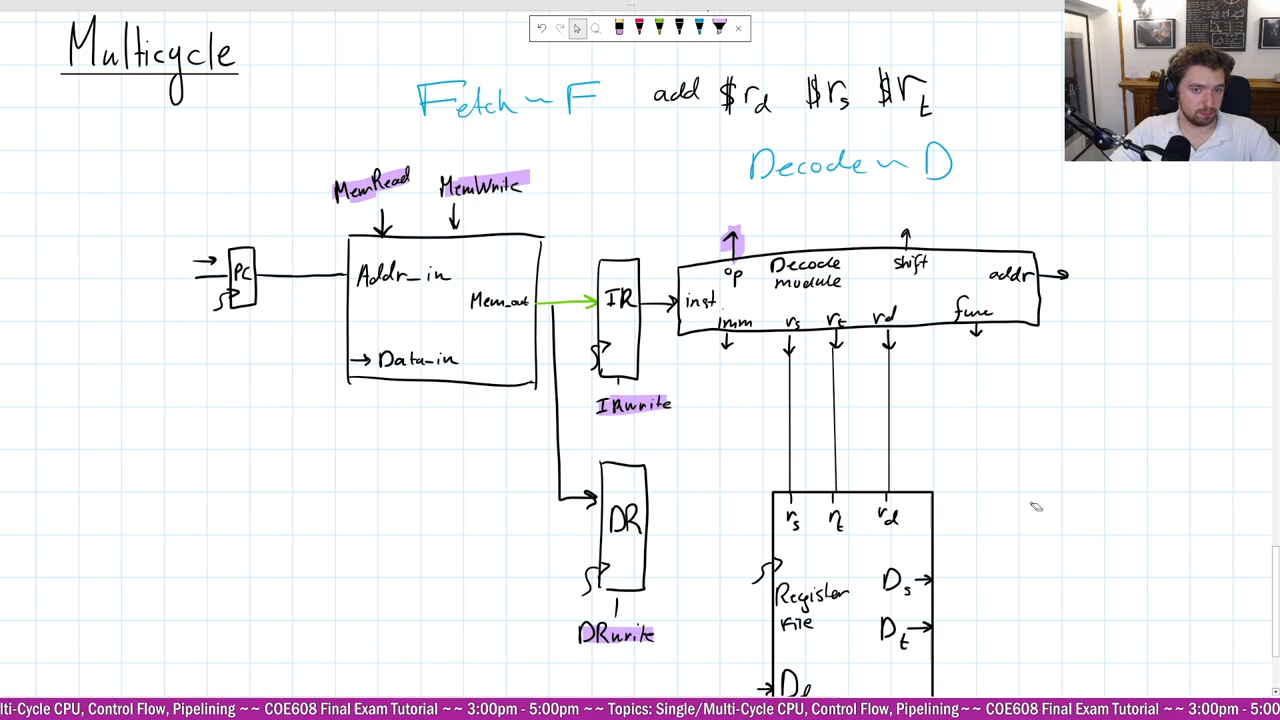 Multicycle
Fetch ~ F
add $rd $rs $rt
Decode ~ D
MemRead
MemWrite
PC
Addr_in
Mem_out
Data_in
IR
IRwrite
inst
op
Decode
module
shift
addr
imm
rs
rt
rd
func
DR
DRwrite
rs
rt
rd
Register
File
Ds
Dt
lti-Cycle CPU, Control Flow, Pipelining ~~ COE608 Final Exam Tutorial ~~ 3:00pm - 5:00pm ~~ Topics: Single/Multi-Cycle CPU, Control Flow, Pipelining ~~ COE608 Final Exam Tutorial ~~ 3:00pm - 5:00